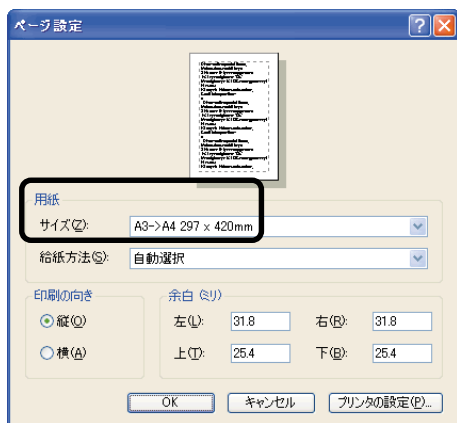 ページ設定
用紙
サイズ(Z): A3->A4 297 x 420mm
給紙方法(S): 自動選択
印刷の向き 余白 (ミリ)
縦(O) 左(L): 31.8 右(R): 31.8
横(A) 上(T): 25.4 下(B): 25.4
OK キャンセル プリンタの設定(P)...